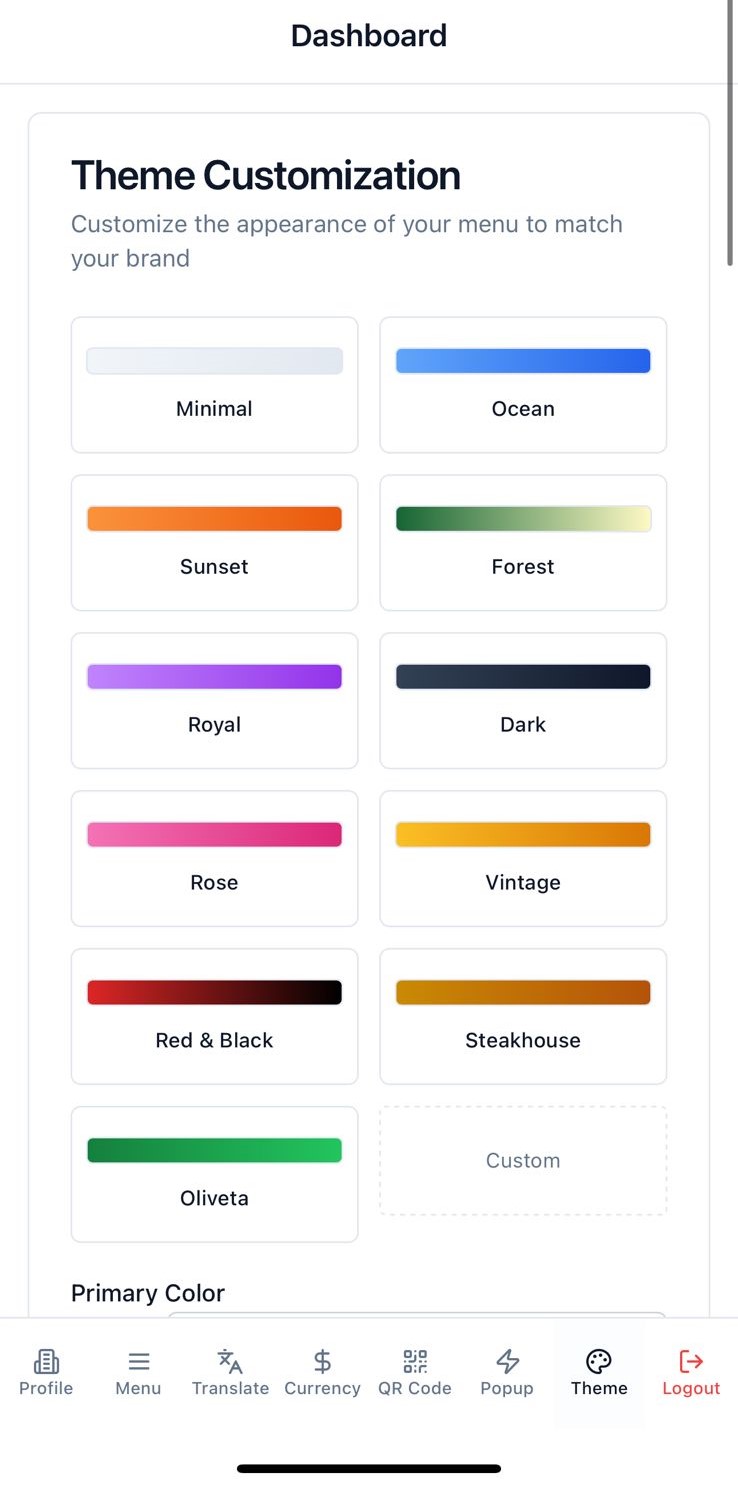 Dashboard
Theme Customization
Customize the appearance of your menu to match
your brand
Minimal
Ocean
Sunset
Forest
Royal
Dark
Rose
Vintage
Red & Black
Steakhouse
Oliveta
Custom
Primary Color
Profile
Menu
Translate
Currency
QR Code
Popup
Theme
Logout